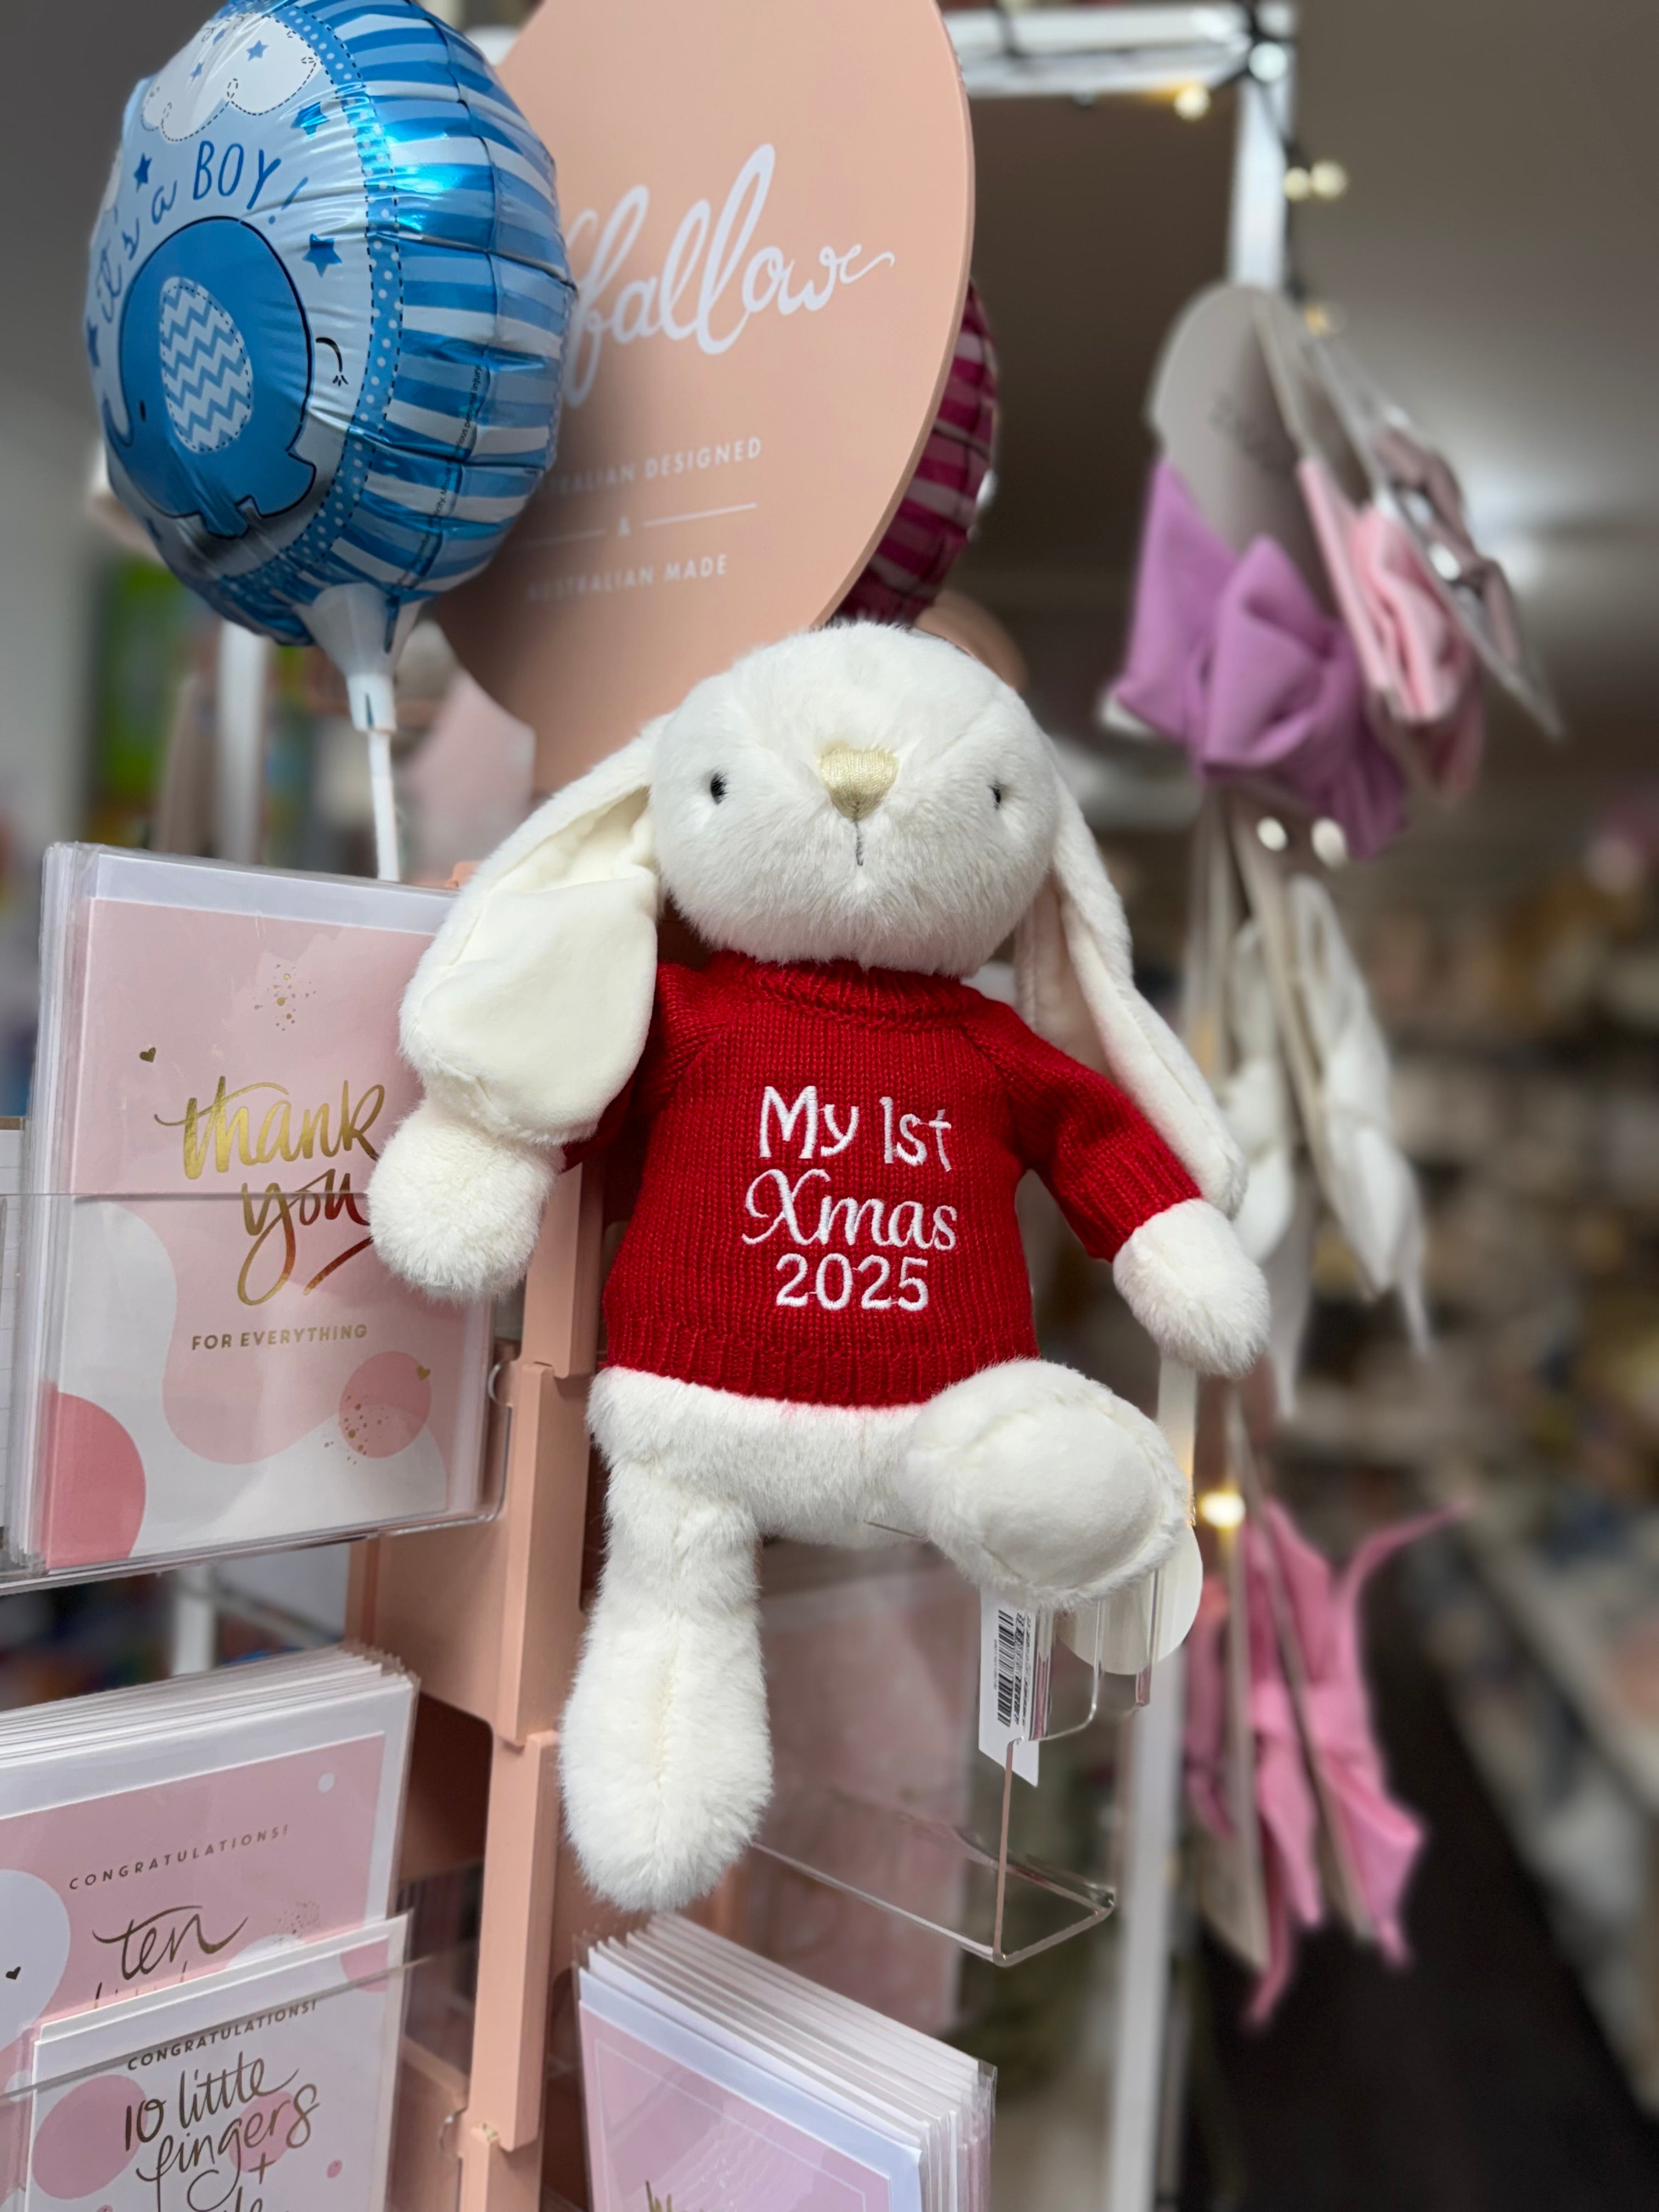 It's a BOY!
fallow
AUSTRALIAN DESIGNED
&
AUSTRALIAN MADE
My 1st
Xmas
2025
thank
you
FOR EVERYTHING
CONGRATULATIONS!
ten
CONGRATULATIONS!
10 little
fingers
+